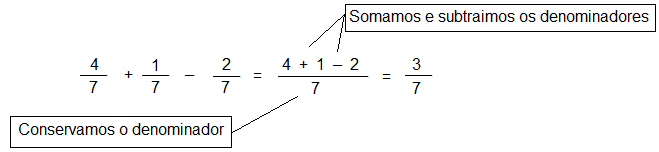 Somamos e subtraimos os denominadores
4/7 + 1/7 – 2/7 = 4 + 1 – 2/7 = 3/7
Conservamos o denominador